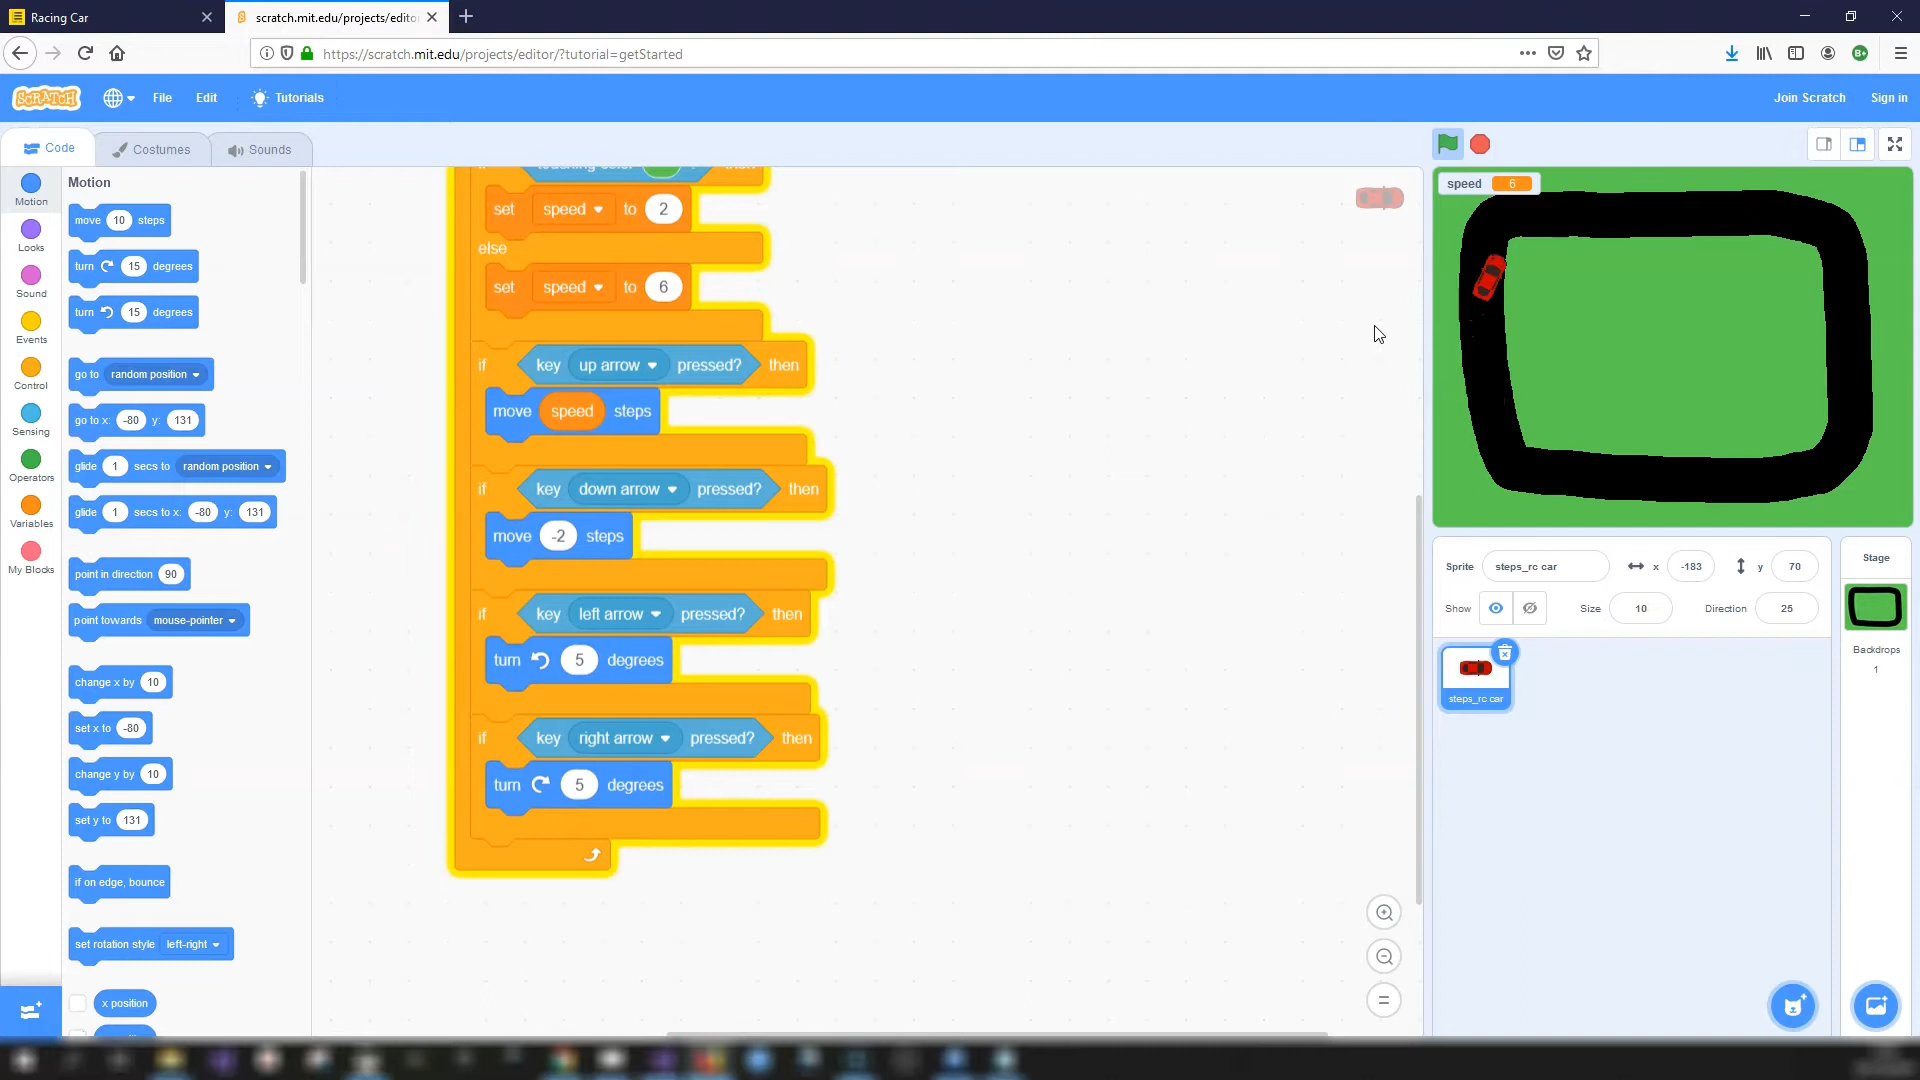 Racing Car
scratch.mit.edu/projects/editor
https://scratch.mit.edu/projects/editor/?tutorial=getStarted
B+
SCRATCH
File
Edit
Tutorials
Join Scratch
Sign in
Code
Costumes
Sounds
Motion
Looks
Sound
Events
Control
Sensing
Operators
Variables
My Blocks
Motion
move 10 steps
turn 15 degrees
turn 15 degrees
go to random position
go to x: -80 y: 131
glide 1 secs to random position
glide 1 secs to x: -80 y: 131
point in direction 90
point towards mouse-pointer
change x by 10
set x to -80
change y by 10
set y to 131
if on edge, bounce
set rotation style left-right
x position
set speed to 2
else
set speed to 6
if key up arrow pressed? then
move speed steps
if key down arrow pressed? then
move -2 steps
if key left arrow pressed? then
turn 5 degrees
if key right arrow pressed? then
turn 5 degrees
speed 6
Sprite steps_rc car x -183 y 70
Show Size 10 Direction 25
steps_rc car
Stage
Backdrops
1